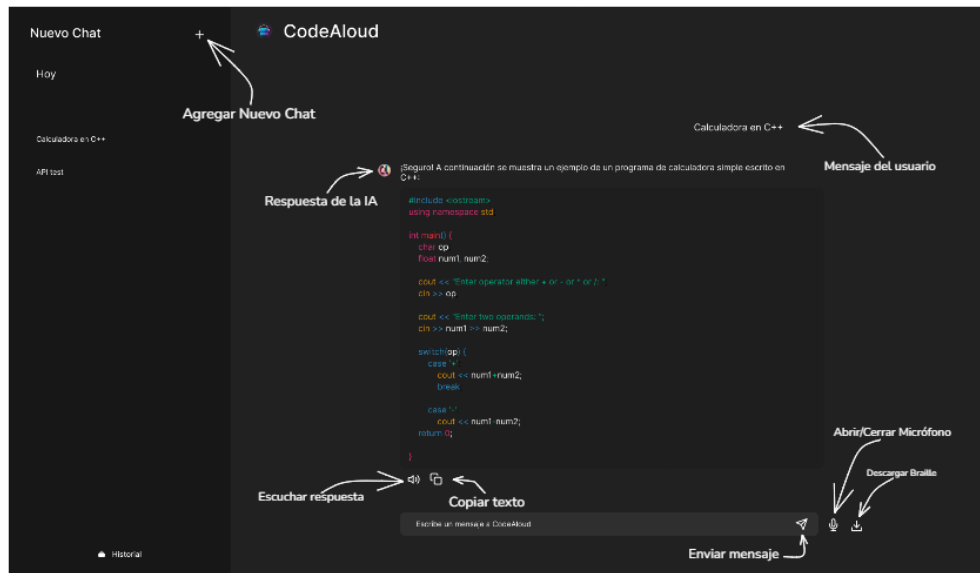 Nuevo Chat +
CodeAloud
Hoy
Agregar Nuevo Chat
Calculadora en C++
Mensaje del usuario
Calculadora en C++
API test
¡Seguro! A continuación se muestra un ejemplo de un programa de calculadora simple escrito en
C++:
Respuesta de la IA
#include <iostream>
using namespace std
int main() {
char op
float num1, num2;
cout << "Enter operator either + or - or * or /: "
cin >> op
cout << "Enter two operands: ";
cin >> num1 >> num2;
switch(op) {
case '+'
cout << num1+num2;
break
case '-'
cout << num1-num2;
return 0;
}
Abrir/Cerrar Micrófono
Descargar Braille
Escuchar respuesta
Copiar texto
Escribe un mensaje a CodeAloud
Enviar mensaje
Historial